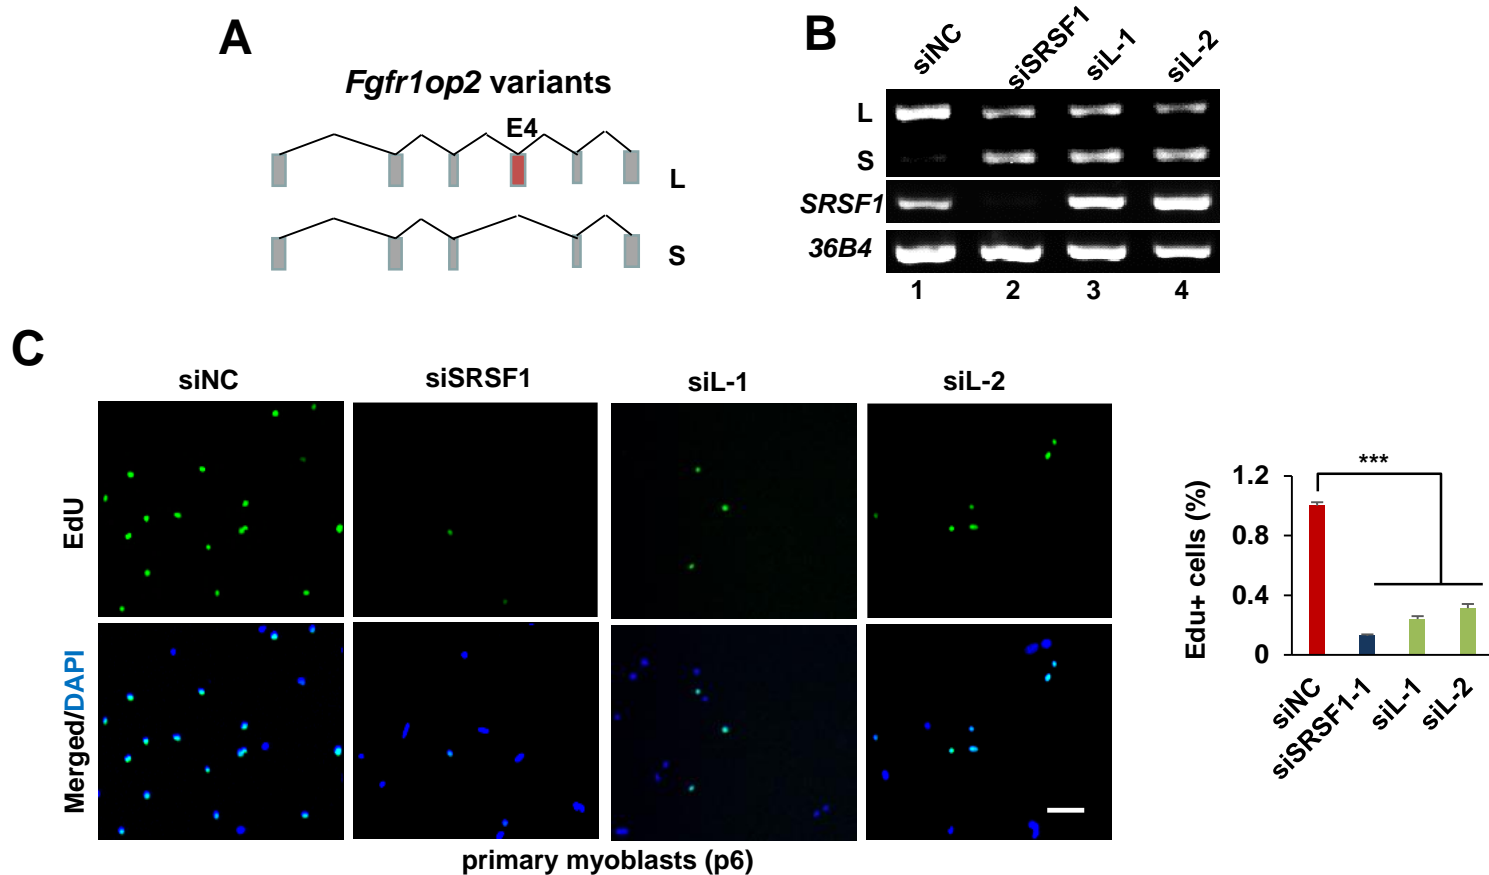 A
Fgfr1op2 variants
E4
L
S
B
siNC
siSRSF1
siL-1
siL-2
L
S
SRSF1
36B4
1 2 3 4
C
siNC siSRSF1 siL-1 siL-2
EdU
Merged/DAPI
primary myoblasts (p6)
Edu+ cells (%)
1.2
0.8
0.4
0
***
siNC
siSRSF1-1
siL-1
siL-2